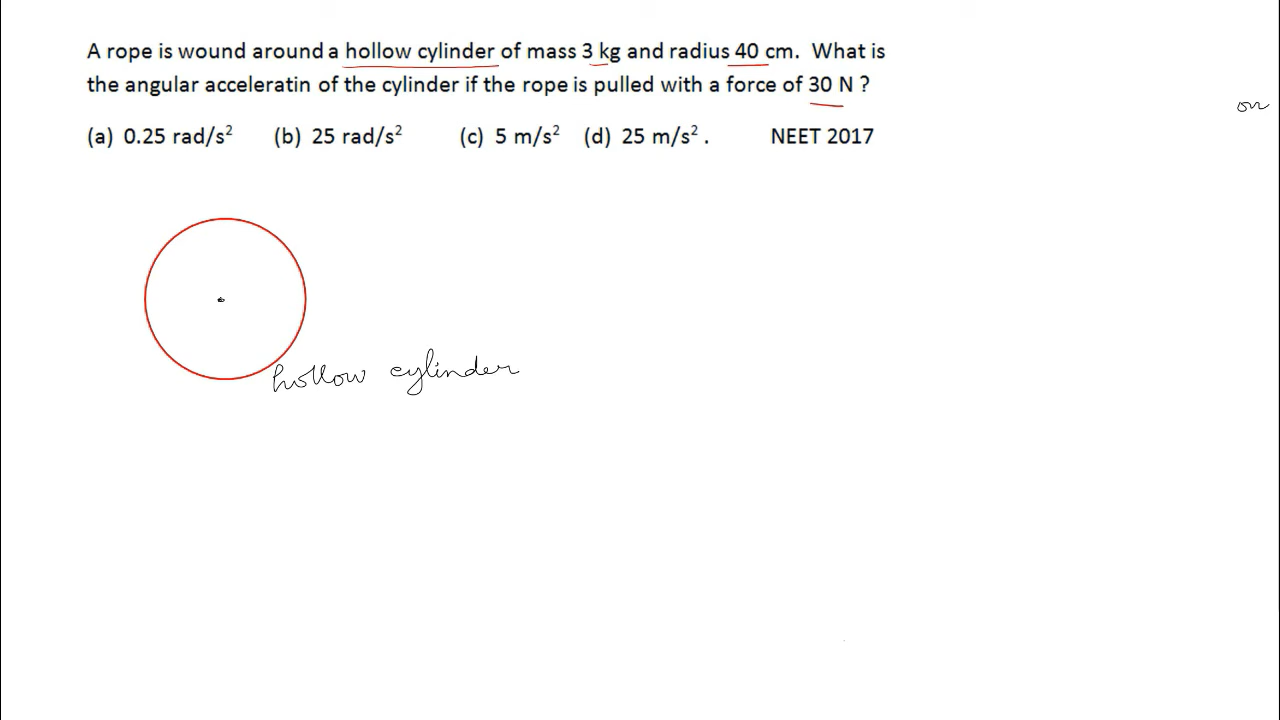 A rope is wound around a hollow cylinder of mass 3 kg and radius 40 cm. What is
the angular acceleratin of the cylinder if the rope is pulled with a force of 30 N ?
on
(a) 0.25 rad/s² (b) 25 rad/s² (c) 5 m/s² (d) 25 m/s² . NEET 2017
hollow cylinder